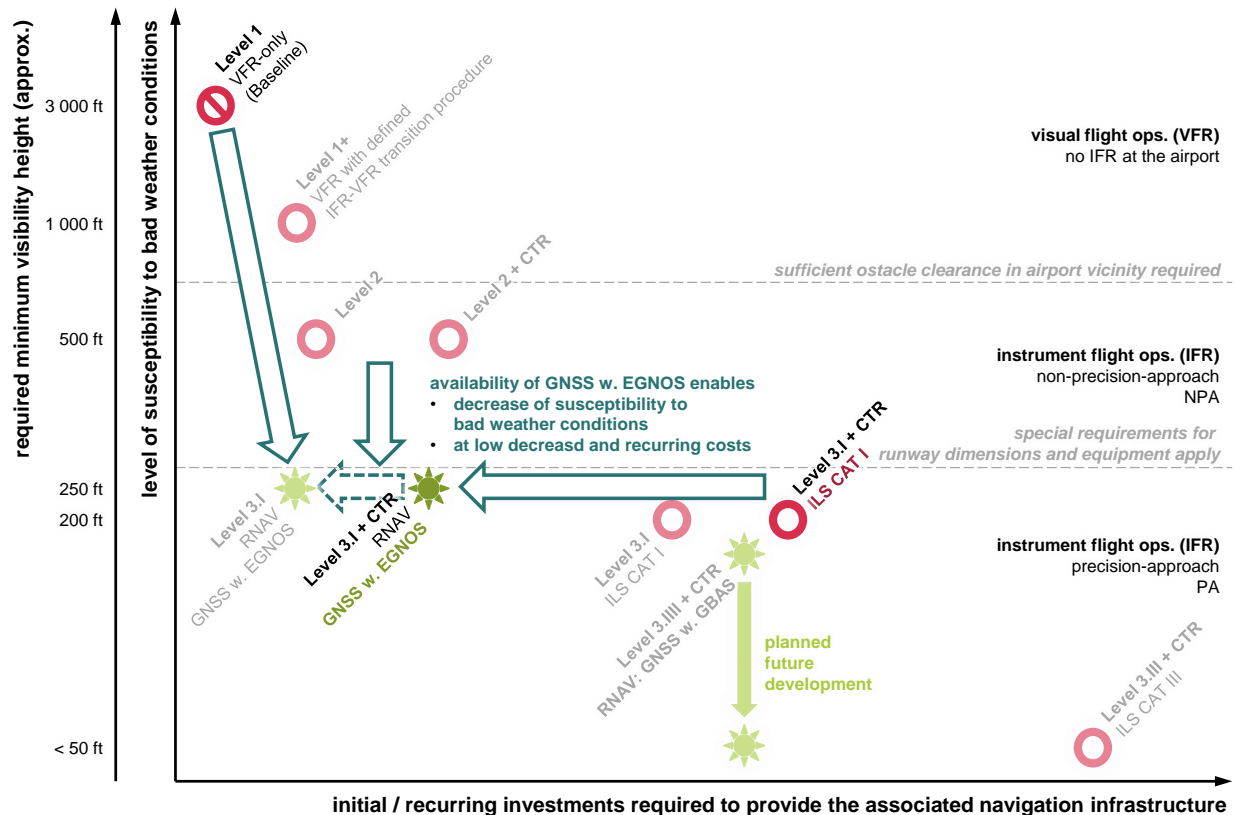 required minimum visibility height (approx.)
level of susceptibility to bad weather conditions
3 000 ft
1 000 ft
500 ft
250 ft
200 ft
< 50 ft
Level 1
VFR-only
(Baseline)
Level 1+
VFR with defined
IFR-VFR transition procedure
visual flight ops. (VFR)
no IFR at the airport
sufficient ostacle clearance in airport vicinity required
Level 2
Level 2 + CTR
instrument flight ops. (IFR)
non-precision-approach
NPA
availability of GNSS w. EGNOS enables
• decrease of susceptibility to
bad weather conditions
• at low decreasd and recurring costs
special requirements for
runway dimensions and equipment apply
Level 3.I
RNAV
GNSS w. EGNOS
Level 3.I + CTR
RNAV
GNSS w. EGNOS
Level 3.I
ILS CAT I
Level 3.I + CTR
ILS CAT I
instrument flight ops. (IFR)
precision-approach
PA
Level 3.IIII + CTR
RNAV: GNSS w. GBAS
planned
future
development
Level 3.III + CTR
ILS CAT III
initial / recurring investments required to provide the associated navigation infrastructure